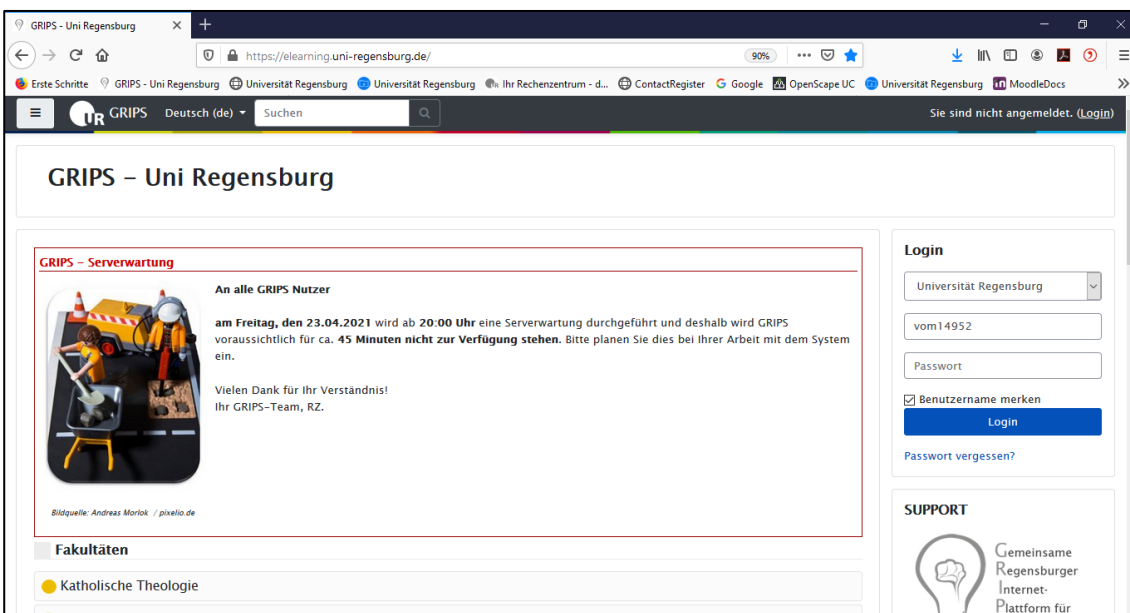 GRIPS - Uni Regensburg
https://elearning.uni-regensburg.de/
90%
Erste Schritte GRIPS - Uni Regensburg Universität Regensburg Universität Regensburg Ihr Rechenzentrum - d... ContactRegister Google OpenScape UC Universität Regensburg MoodleDocs
UR GRIPS Deutsch (de) Suchen Sie sind nicht angemeldet. (Login)
GRIPS – Uni Regensburg
GRIPS – Serverwartung
An alle GRIPS Nutzer
am Freitag, den 23.04.2021 wird ab 20:00 Uhr eine Serverwartung durchgeführt und deshalb wird GRIPS
voraussichtlich für ca. 45 Minuten nicht zur Verfügung stehen. Bitte planen Sie dies bei Ihrer Arbeit mit dem System
ein.
Vielen Dank für Ihr Verständnis!
Ihr GRIPS-Team, RZ.
Bildquelle: Andreas Morlok / pixelio.de
Fakultäten
Katholische Theologie
Login
Universität Regensburg
vom14952
Passwort
Benutzername merken
Login
Passwort vergessen?
SUPPORT
Gemeinsame
Regensburger
Internet-
Plattform für